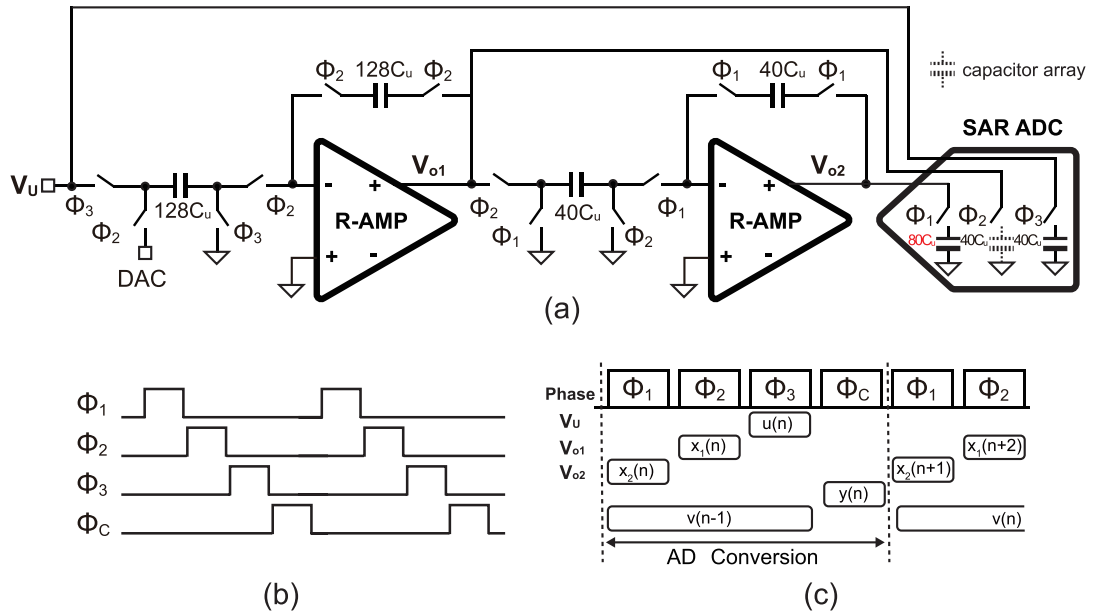 Φ2 128Cu Φ2
Φ1 40Cu Φ1
capacitor array
SAR ADC
VU
Φ3
128Cu
Φ2
Φ2
Φ3
DAC
-
+
+
-
R-AMP
Vo1
Φ2
40Cu
Φ1
Φ1
Φ2
-
+
+
-
R-AMP
Vo2
Φ1 Φ2 Φ3
80Cu 40Cu 40Cu
(a)
Φ1
Φ2
Φ3
ΦC
(b)
Phase Φ1 Φ2 Φ3 ΦC Φ1 Φ2
VU u(n)
Vo1 x1(n) x1(n+2)
Vo2 x2(n) x2(n+1)
y(n)
v(n-1) v(n)
AD Conversion
(c)